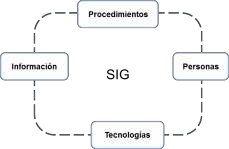 Procedimientos
Información
SIG
Personas
Tecnologías